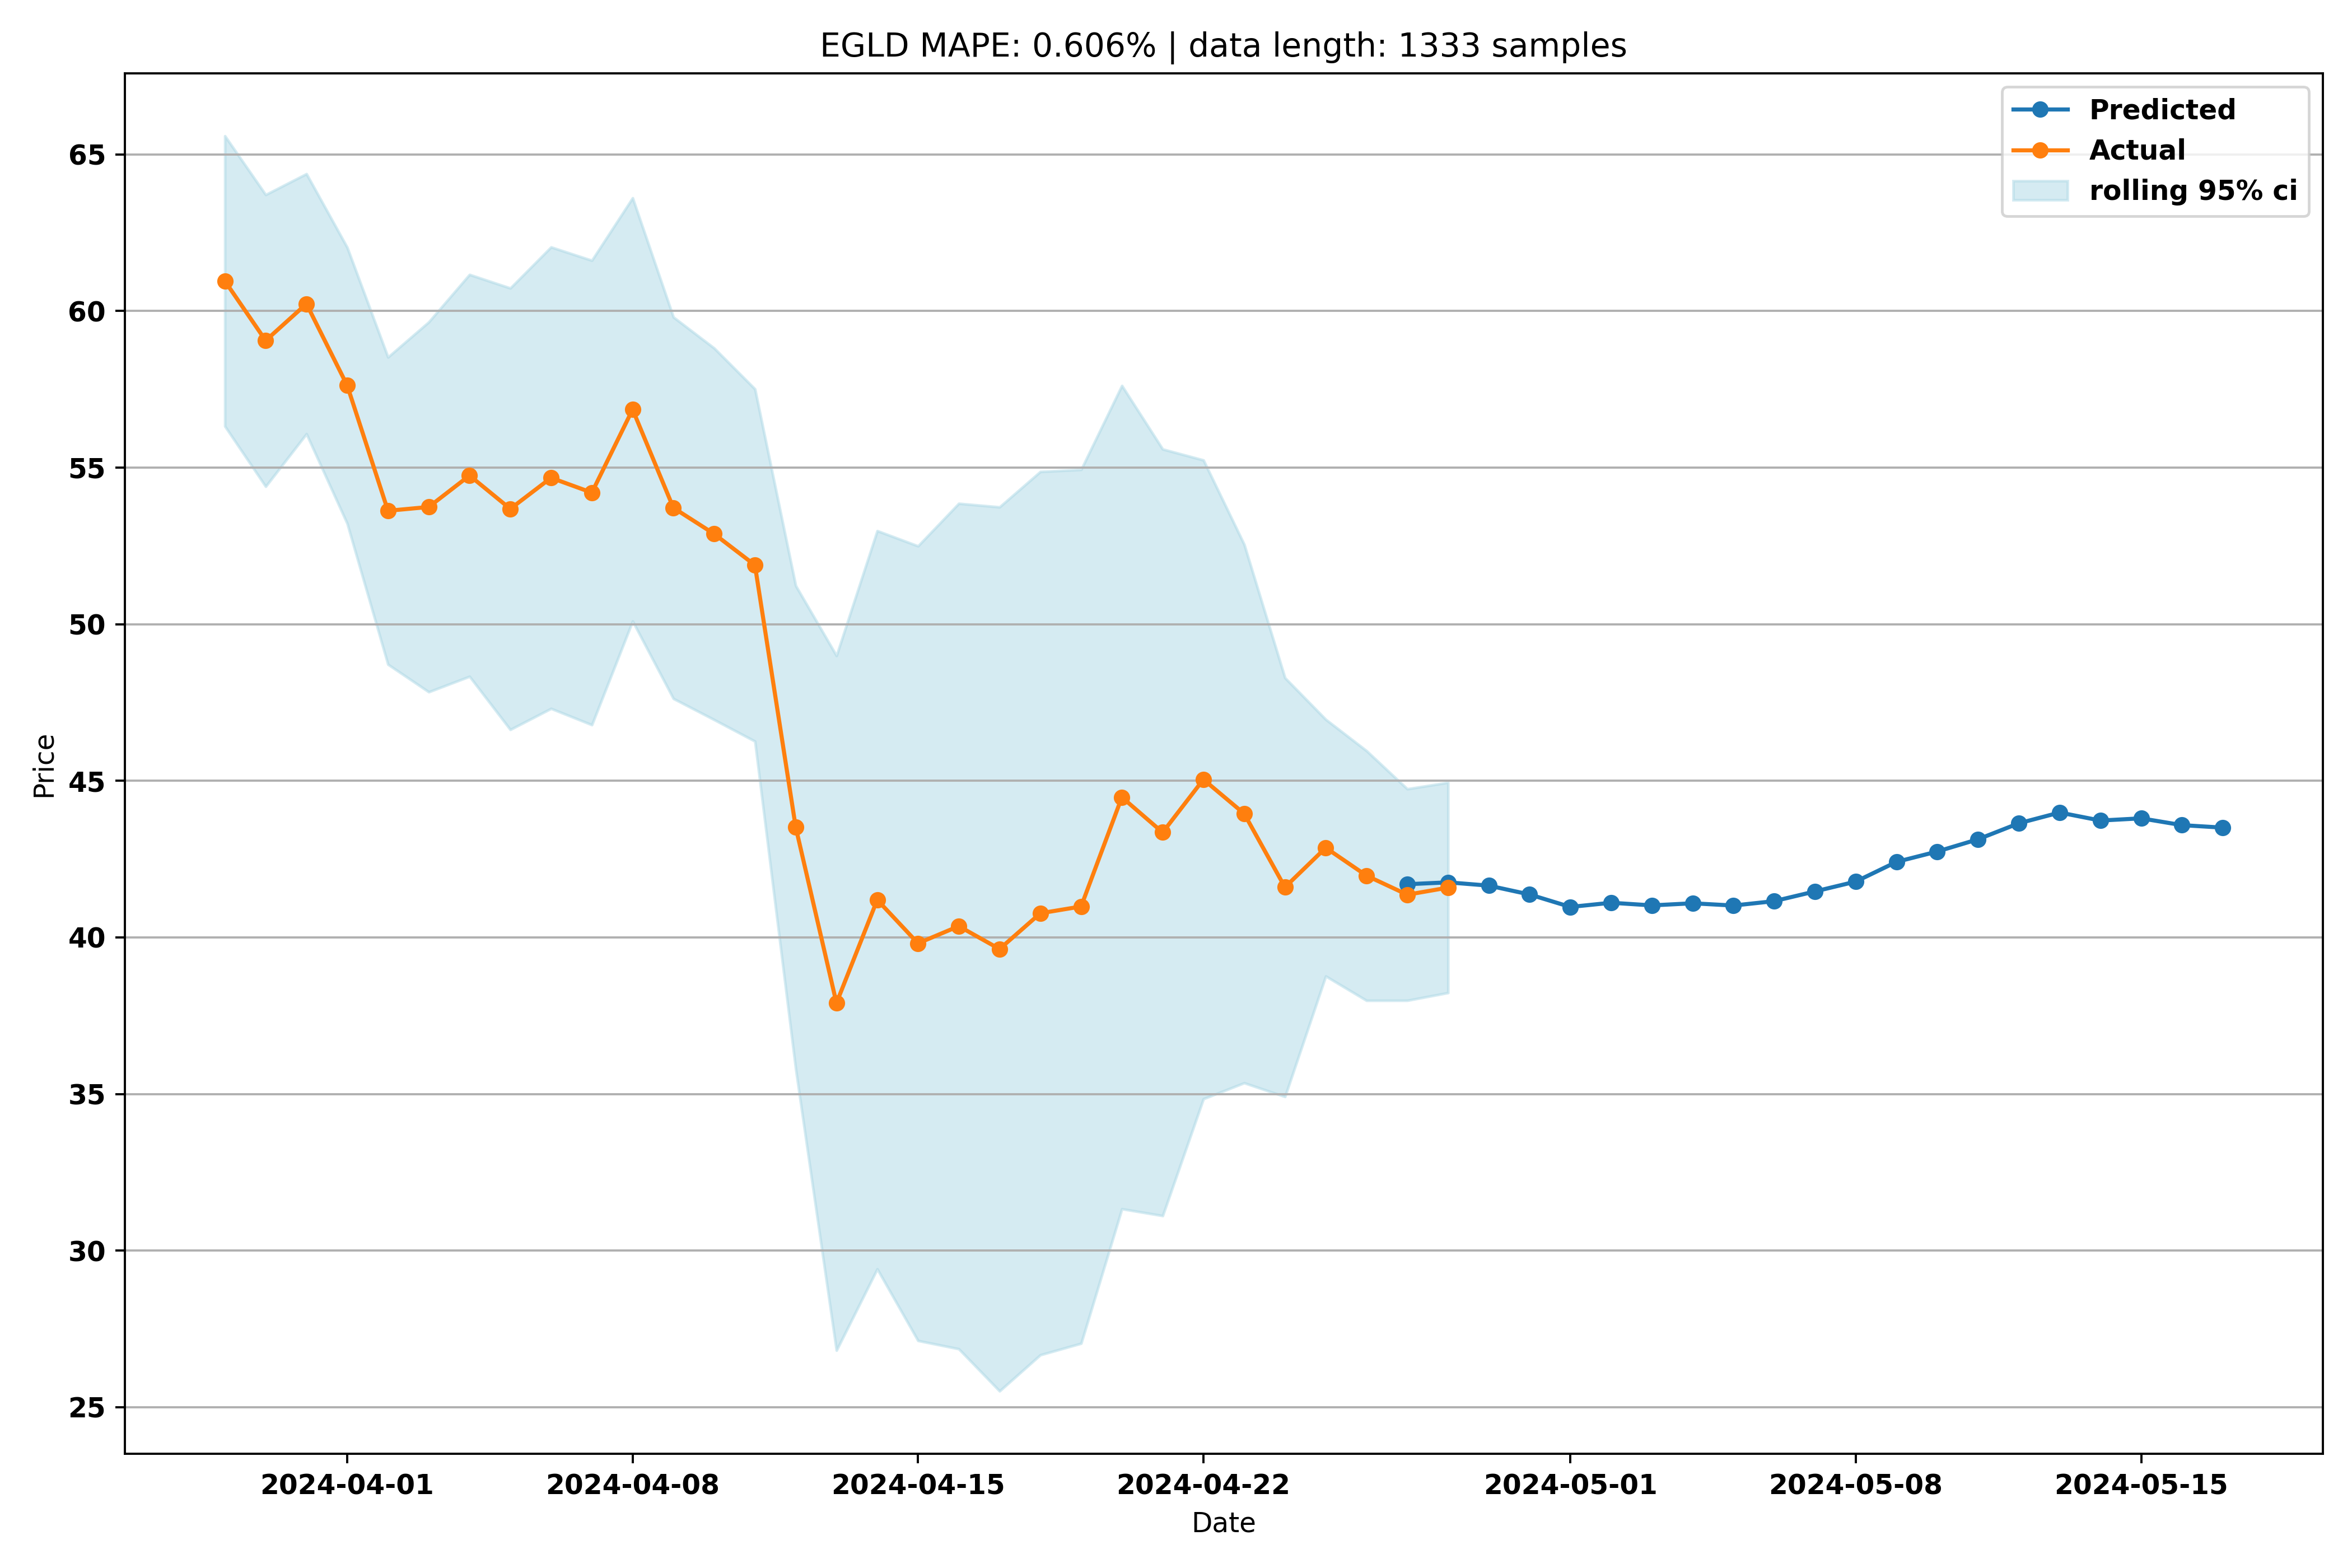 EGLD MAPE: 0.606% | data length: 1333 samples
Predicted
Actual
rolling 95% ci
65
60
55
50
45
40
35
30
25
Price
2024-04-01
2024-04-08
2024-04-15
2024-04-22
2024-05-01
2024-05-08
2024-05-15
Date